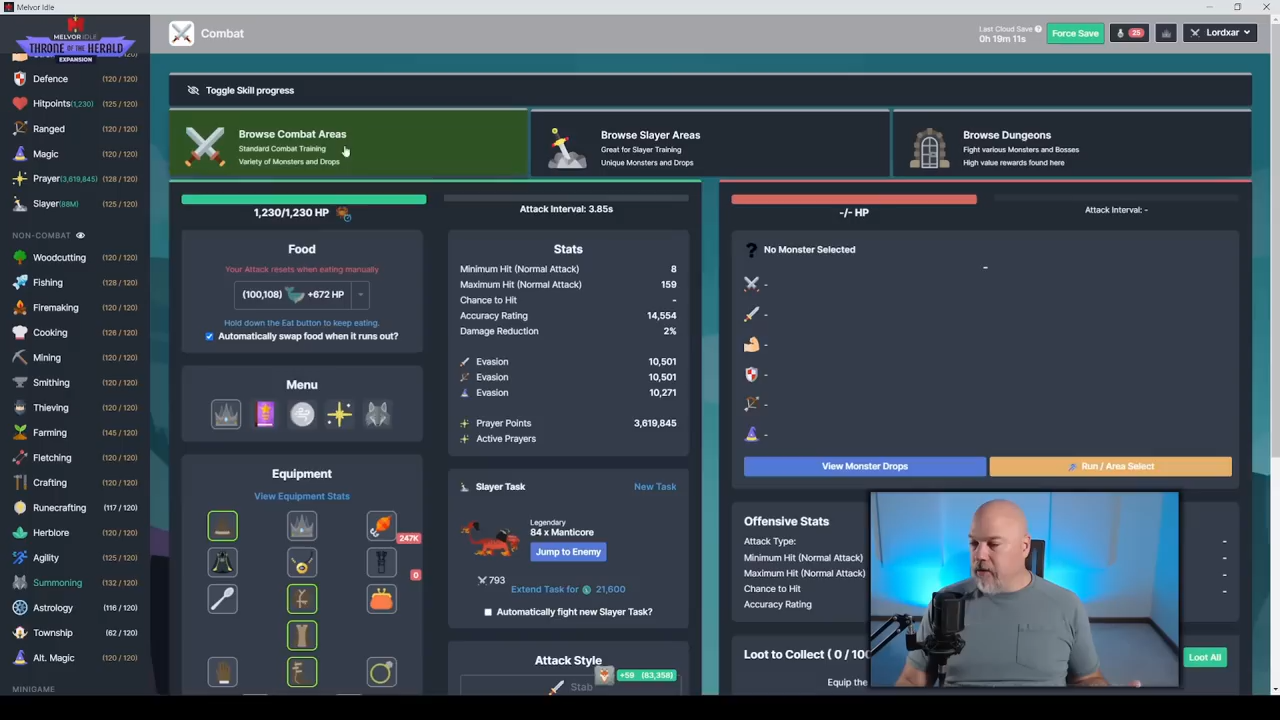 Melvor Idle
MELVOR IDLE
THRONE OF THE HERALD
EXPANSION
Combat
Last Cloud Save
0h 19m 11s
Force Save
25
Lordxar
Defence (120 / 120)
Hitpoints(1,230) (125 / 120)
Ranged (120 / 120)
Magic (120 / 120)
Prayer(3,619,845) (128 / 120)
Slayer(88M) (125 / 120)
NON-COMBAT
Woodcutting (120 / 120)
Fishing (128 / 120)
Firemaking (120 / 120)
Cooking (126 / 120)
Mining (120 / 120)
Smithing (120 / 120)
Thieving (120 / 120)
Farming (145 / 120)
Fletching (120 / 120)
Crafting (120 / 120)
Runecrafting (117 / 120)
Herblore (120 / 120)
Agility (125 / 120)
Summoning (132 / 120)
Astrology (116 / 120)
Township (62 / 120)
Alt. Magic (120 / 120)
MINIGAME
Toggle Skill progress
Browse Combat Areas
Standard Combat Training
Variety of Monsters and Drops
Browse Slayer Areas
Great for Slayer Training
Unique Monsters and Drops
Browse Dungeons
Fight various Monsters and Bosses
High value rewards found here
1,230/1,230 HP
Food
Your Attack resets when eating manually
(100,108) +672 HP
Hold down the Eat button to keep eating.
Automatically swap food when it runs out?
Menu
Equipment
View Equipment Stats
247K
0
Attack Interval: 3.85s
Stats
Minimum Hit (Normal Attack) 8
Maximum Hit (Normal Attack) 159
Chance to Hit -
Accuracy Rating 14,554
Damage Reduction 2%
Evasion 10,501
Evasion 10,501
Evasion 10,271
Prayer Points 3,619,845
Active Prayers
Slayer Task New Task
Legendary
84 x Manticore
Jump to Enemy
793
Extend Task for 21,600
Automatically fight new Slayer Task?
Attack Style
Stab
+59 (83,358)
-/- HP
Attack Interval: -
? No Monster Selected
-
-
-
-
-
-
-
View Monster Drops
Run / Area Select
Offensive Stats
Attack Type: -
Minimum Hit (Normal Attack) -
Maximum Hit (Normal Attack) -
Chance to Hit -
Accuracy Rating -
Loot to Collect ( 0 / 100
Loot All
Equip the